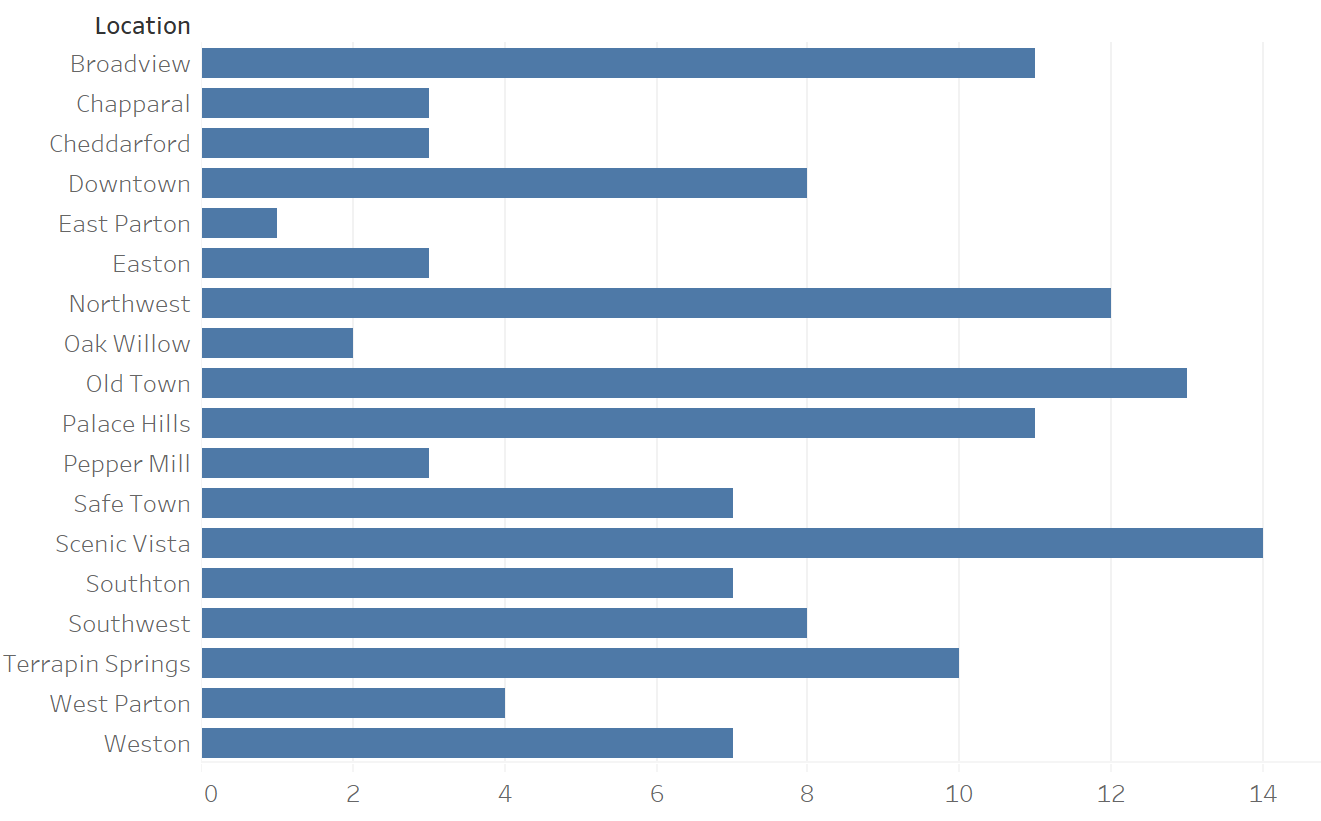 Location
Broadview
Chapparal
Cheddarford
Downtown
East Parton
Easton
Northwest
Oak Willow
Old Town
Palace Hills
Pepper Mill
Safe Town
Scenic Vista
Southton
Southwest
Terrapin Springs
West Parton
Weston
0 2 4 6 8 10 12 14